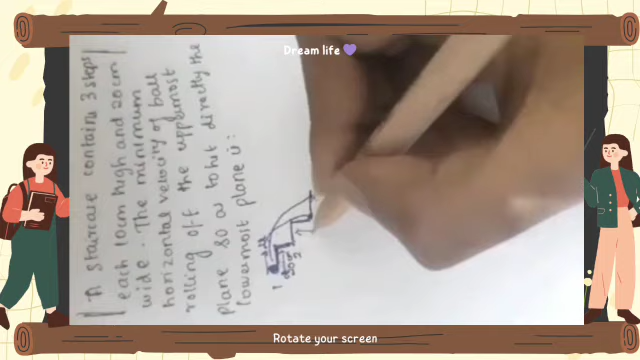 Dream life 💜
A staircase contains 3 steps
each 10cm high and 20cm
wide. The minimum
horizontal velocity of ball
rolling off the uppermost
plane so as to hit directly the
lowermost plane is:
Rotate your screen